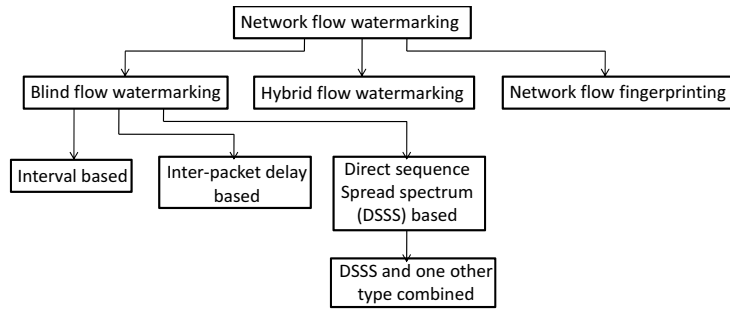 Network flow watermarking
Blind flow watermarking
Hybrid flow watermarking
Network flow fingerprinting
Interval based
Inter-packet delay
based
Direct sequence
Spread spectrum
(DSSS) based
DSSS and one other
type combined